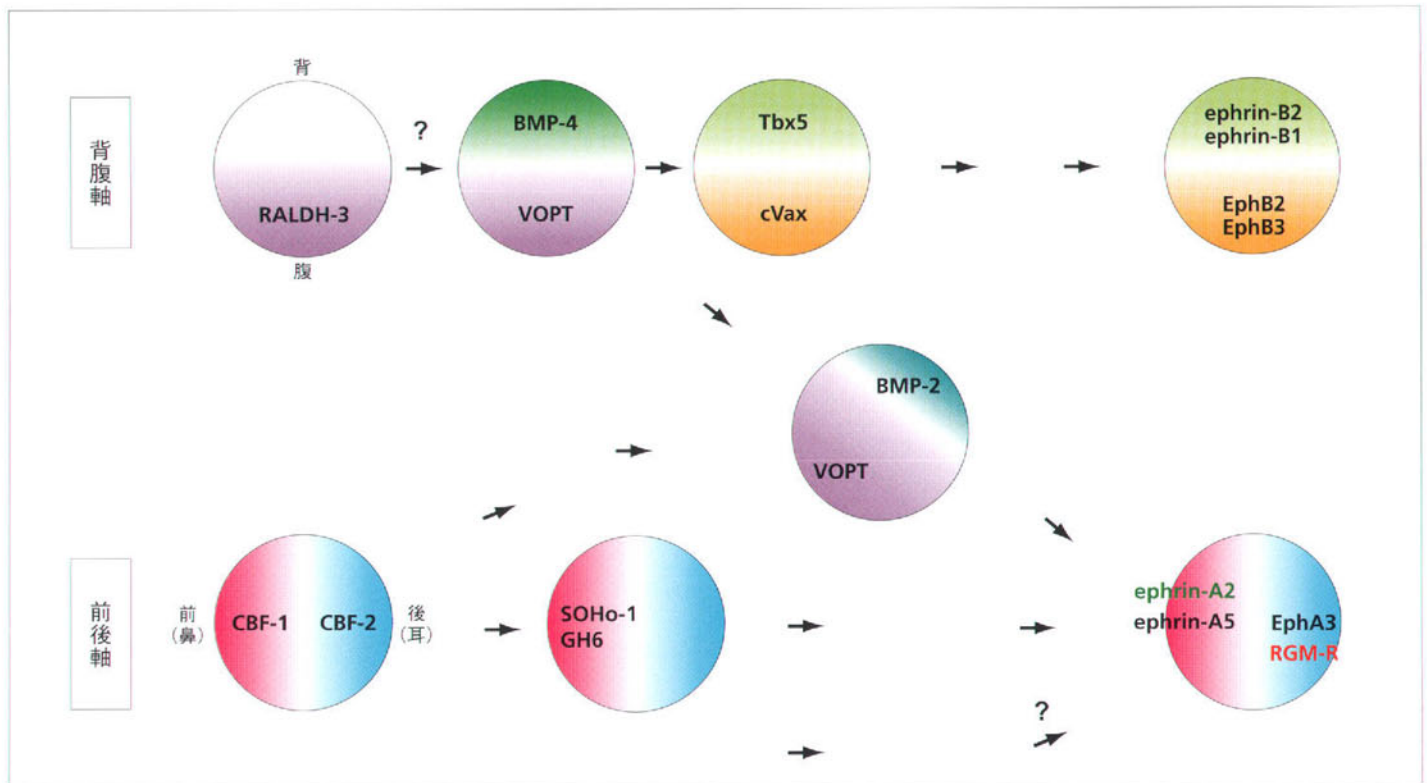 背腹軸
背
RALDH-3
腹
?
BMP-4
VOPT
Tbx5
cVax
ephrin-B2
ephrin-B1
EphB2
EphB3
BMP-2
VOPT
前後軸
前
(鼻)
CBF-1
CBF-2
後
(耳)
SOHo-1
GH6
ephrin-A2
ephrin-A5
EphA3
RGM-R
?